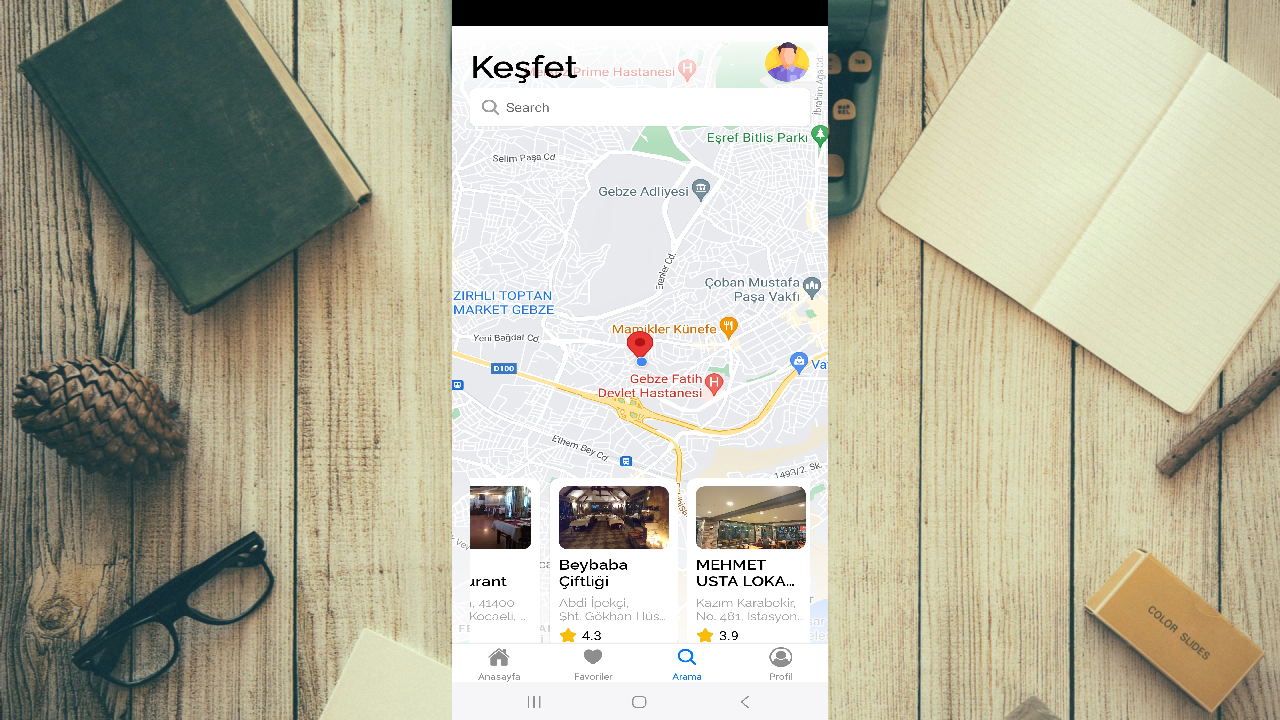 Keşfet
Prime Hastanesi
Search
İbrahim Ağa Cd.
Eşref Bitlis Parkı
Selim Paşa Cd
Gebze Adliyesi
Erenler Cd.
Çoban Mustafa
Paşa Vakfı
ZIRHLI TOPTAN
MARKET GEBZE
Mamikler Künefe
Yeni Bağdat Cd
D100
Gebze Fatih
Devlet Hastanesi
Ethem Bey Cd
1493/2. Sk
urant
41400
Kocaeli, ...
Beybaba
Çiftliği
Abdi İpekçi,
Şht. Gökhan Hüs...
4.3
MEHMET
USTA LOKA...
Kazım Karabekir,
No. 481, İstasyon...
3.9
Anasayfa
Favoriler
Arama
Profil
COLOR SLIDES